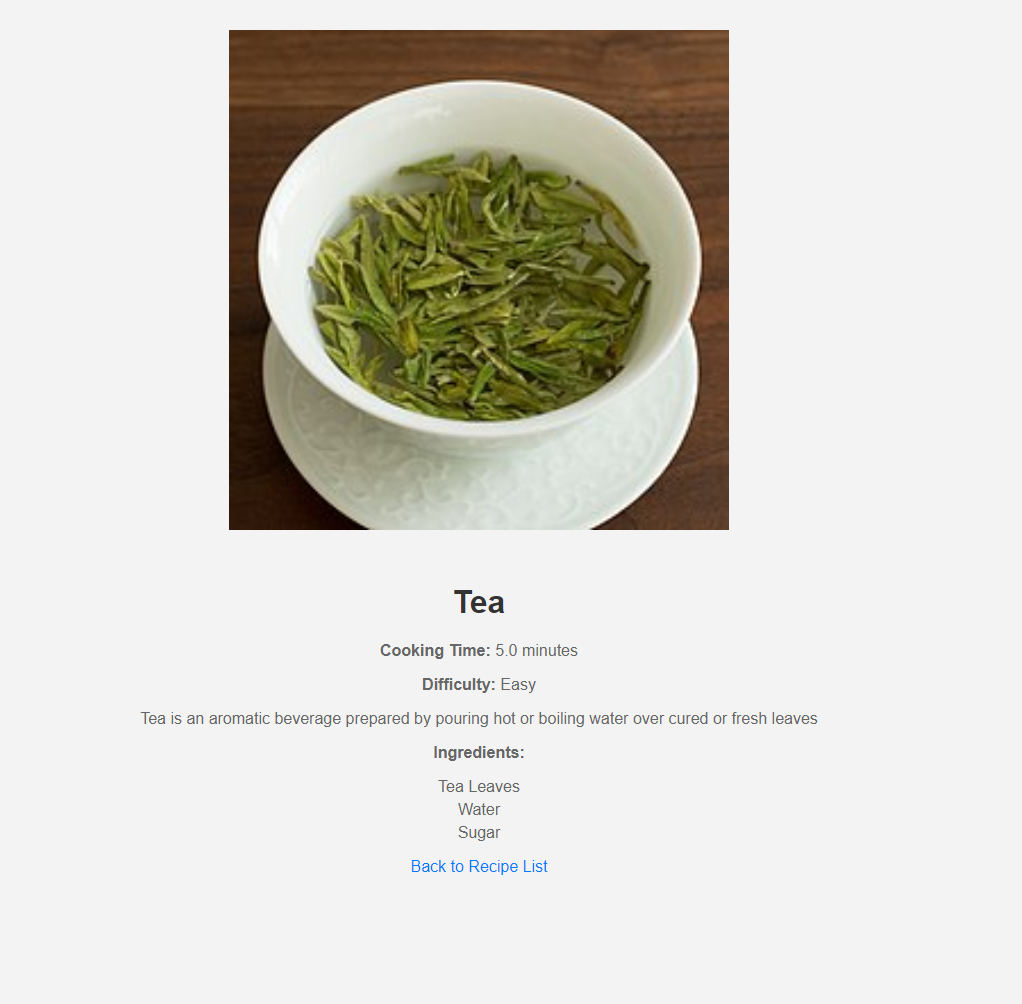 Tea
Cooking Time: 5.0 minutes
Difficulty: Easy
Tea is an aromatic beverage prepared by pouring hot or boiling water over cured or fresh leaves
Ingredients:
Tea Leaves
Water
Sugar
Back to Recipe List